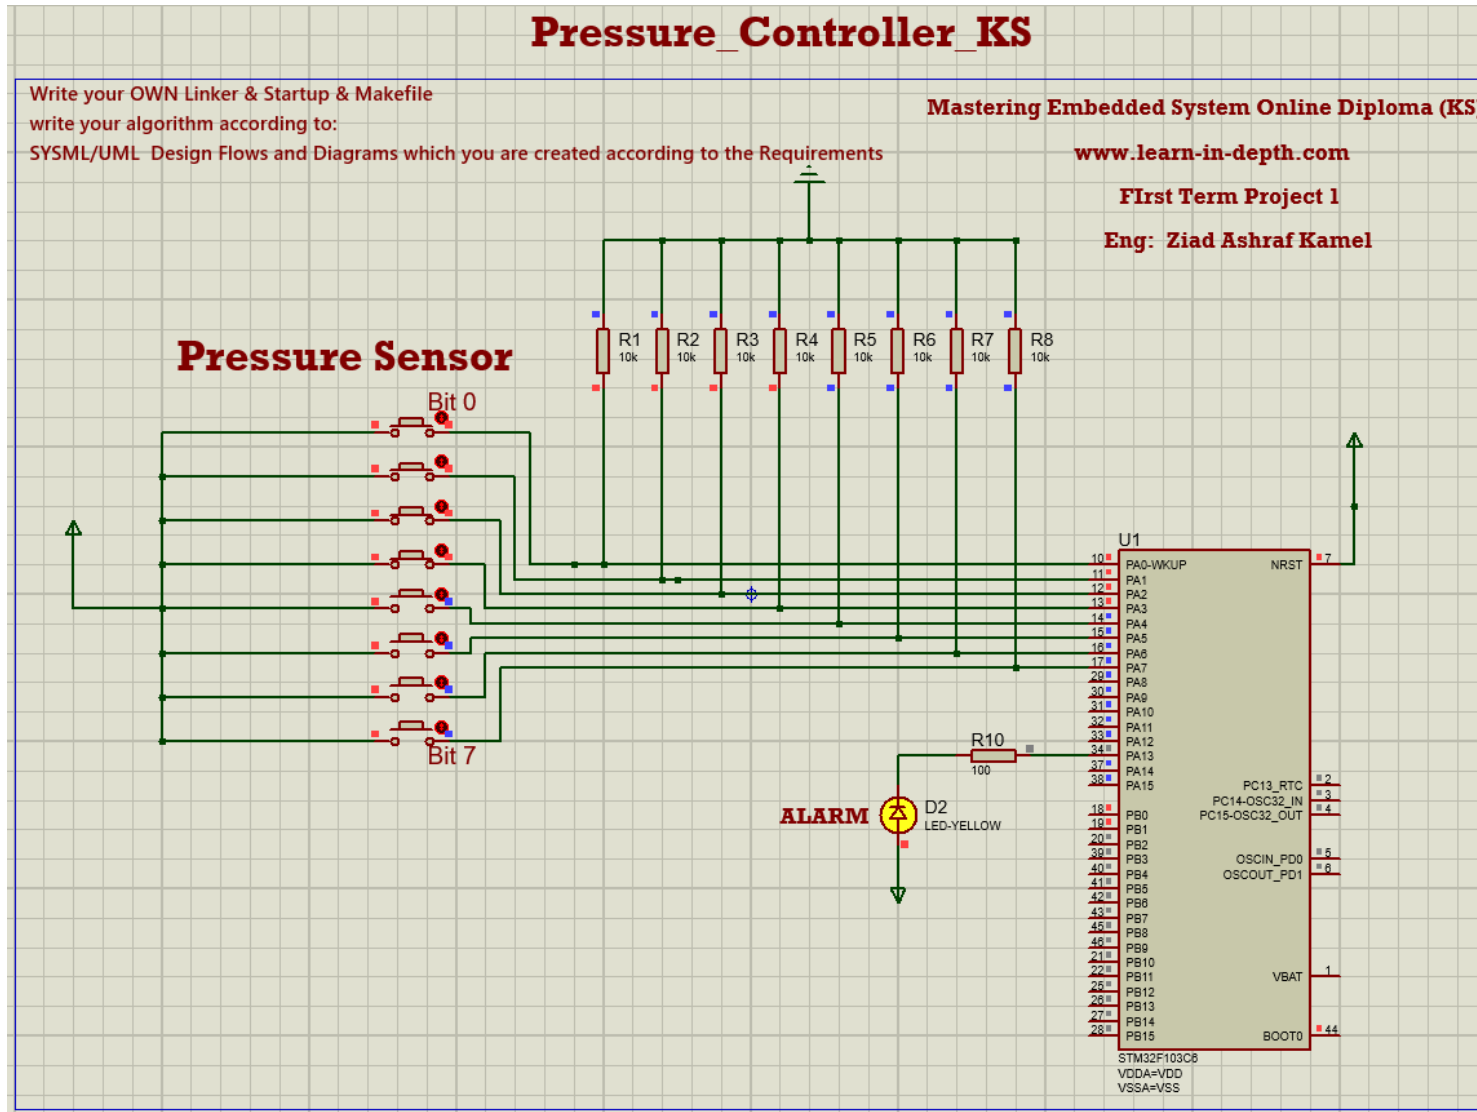 Pressure_Controller_KS
Write your OWN Linker & Startup & Makefile
write your algorithm according to:
SYSML/UML Design Flows and Diagrams which you are created according to the Requirements
Mastering Embedded System Online Diploma (KS)
www.learn-in-depth.com
FIrst Term Project 1
Eng: Ziad Ashraf Kamel
Pressure Sensor
Bit 0
Bit 7
R1
10k
R2
10k
R3
10k
R4
10k
R5
10k
R6
10k
R7
10k
R8
10k
R10
100
ALARM
D2
LED-YELLOW
U1
10 PA0-WKUP
11 PA1
12 PA2
13 PA3
14 PA4
15 PA5
16 PA6
17 PA7
29 PA8
30 PA9
31 PA10
32 PA11
33 PA12
34 PA13
37 PA14
38 PA15
18 PB0
19 PB1
20 PB2
39 PB3
40 PB4
41 PB5
42 PB6
43 PB7
45 PB8
46 PB9
21 PB10
22 PB11
25 PB12
26 PB13
27 PB14
28 PB15
NRST 7
PC13_RTC 2
PC14-OSC32_IN 3
PC15-OSC32_OUT 4
OSCIN_PD0 5
OSCOUT_PD1 6
VBAT 1
BOOT0 44
STM32F103C6
VDDA=VDD
VSSA=VSS